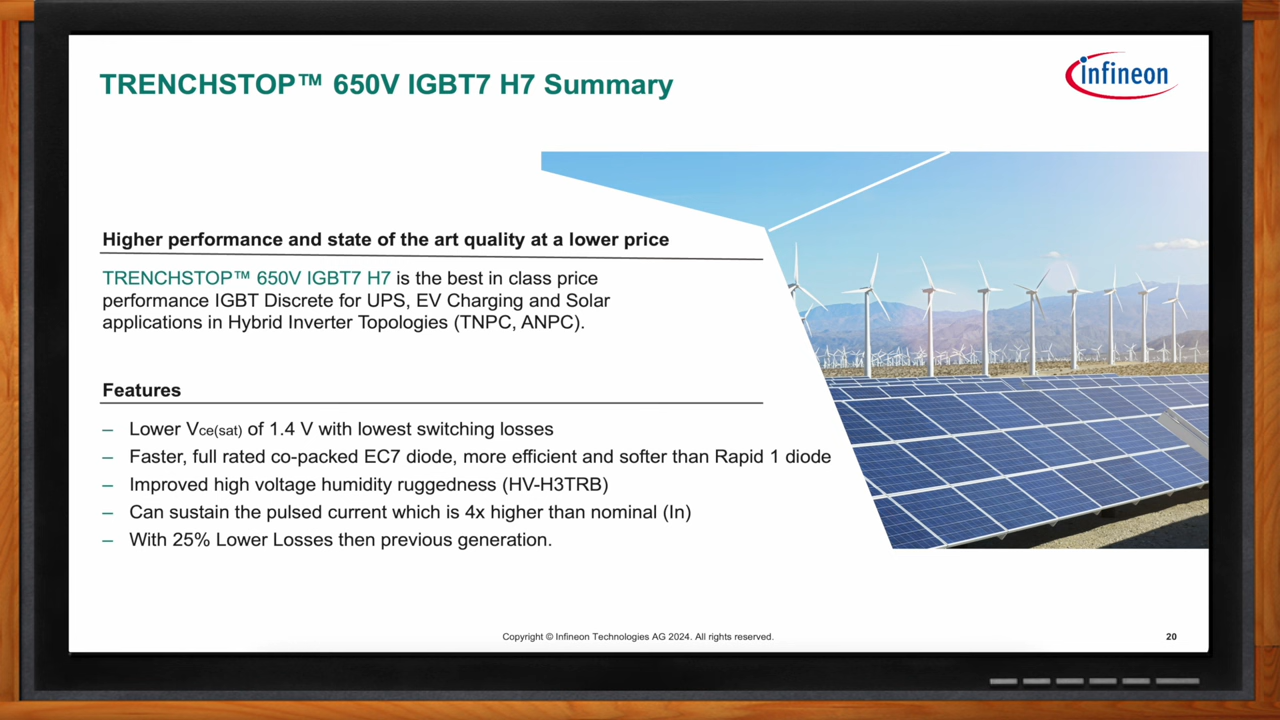 TRENCHSTOP™ 650V IGBT7 H7 Summary
infineon
Higher performance and state of the art quality at a lower price
TRENCHSTOP™ 650V IGBT7 H7 is the best in class price
performance IGBT Discrete for UPS, EV Charging and Solar
applications in Hybrid Inverter Topologies (TNPC, ANPC).
Features
– Lower Vce(sat) of 1.4 V with lowest switching losses
– Faster, full rated co-packed EC7 diode, more efficient and softer than Rapid 1 diode
– Improved high voltage humidity ruggedness (HV-H3TRB)
– Can sustain the pulsed current which is 4x higher than nominal (In)
– With 25% Lower Losses then previous generation.
Copyright © Infineon Technologies AG 2024. All rights reserved.
20